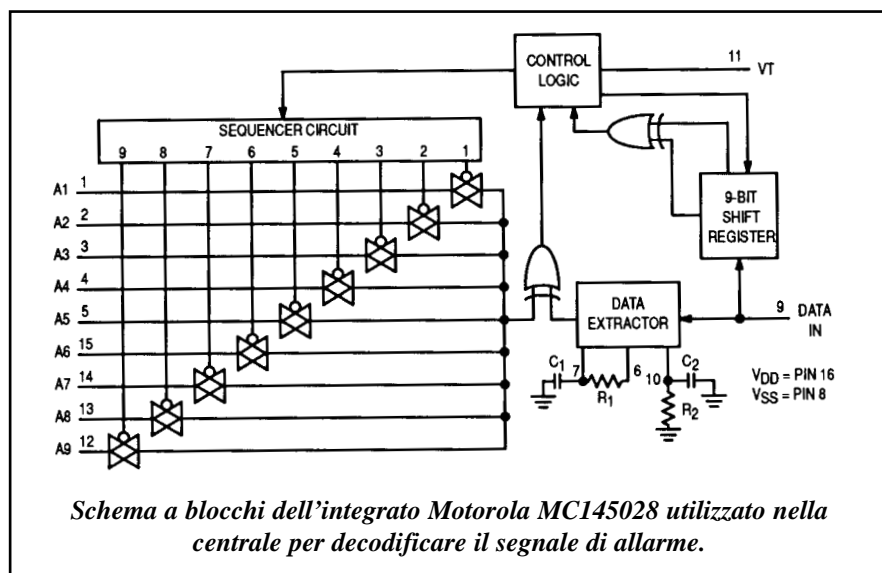 CONTROL
LOGIC
11
VT
SEQUENCER CIRCUIT
9 8 7 6 5 4 3 2 1
A1 1
A2 2
A3 3
A4 4
A5 5
A6 15
A7 14
A8 13
A9 12
9-BIT
SHIFT
REGISTER
DATA
EXTRACTOR
9 DATA
IN
C1 7 R1 6 10 C2
R2
VDD = PIN 16
VSS = PIN 8
Schema a blocchi dell'integrato Motorola MC145028 utilizzato nella
centrale per decodificare il segnale di allarme.